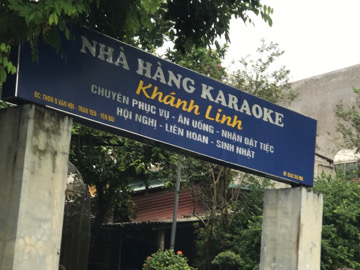 NHÀ HÀNG KARAOKE
Khánh Linh
CHUYÊN PHỤC VỤ - ĂN UỐNG - NHẬN ĐẶT TIỆC
HỘI NGHỊ - LIÊN HOAN - SINH NHẬT